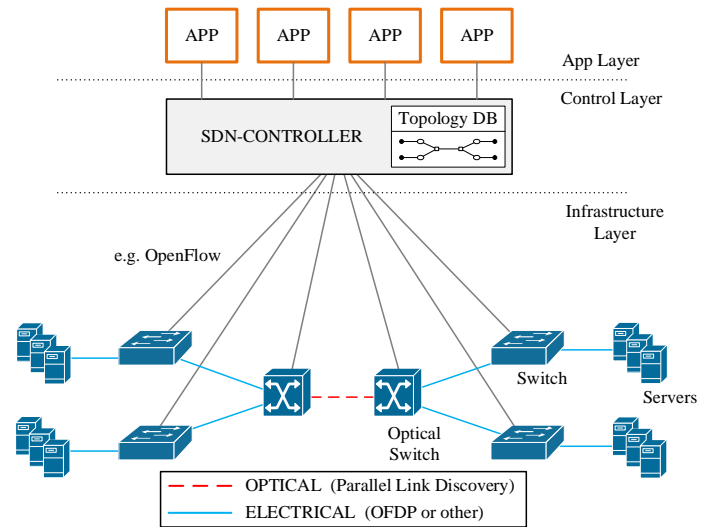 APP APP APP APP
App Layer
Control Layer
SDN-CONTROLLER
Topology DB
Infrastructure
Layer
e.g. OpenFlow
Switch
Servers
Optical
Switch
OPTICAL (Parallel Link Discovery)
ELECTRICAL (OFDP or other)